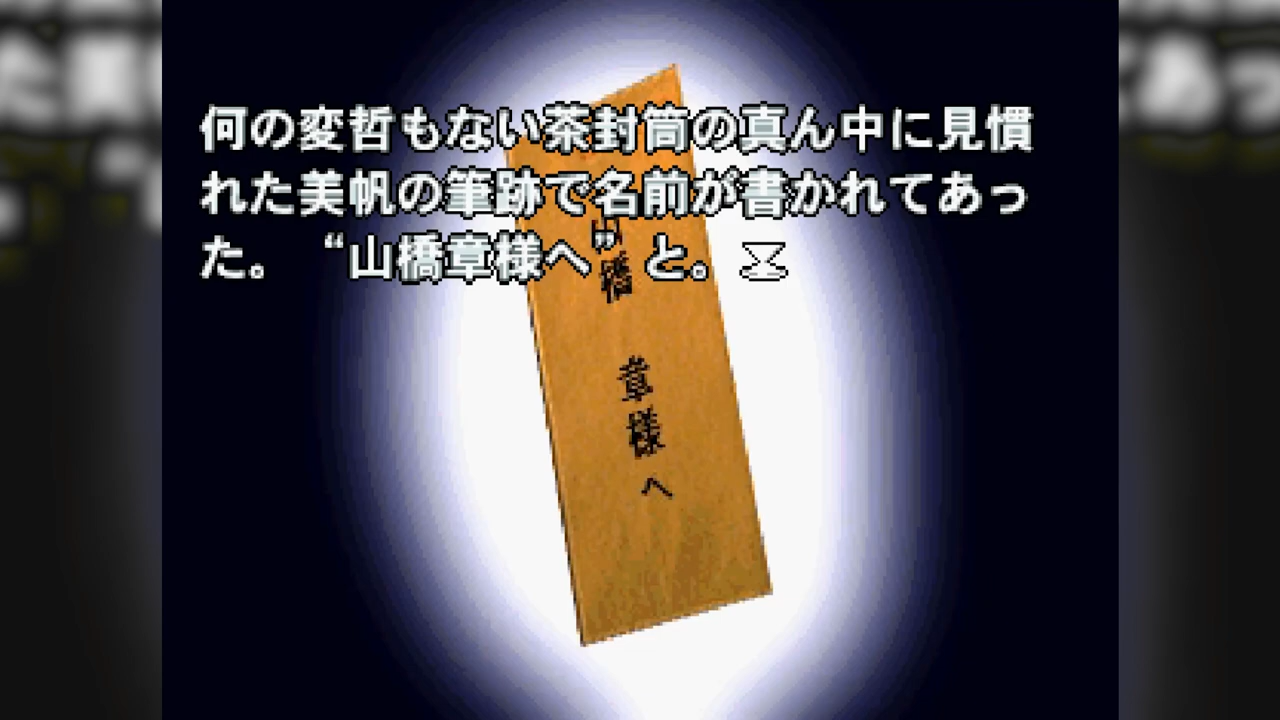 何の変哲もない茶封筒の真ん中に見慣
れた美帆の筆跡で名前が書かれてあっ
た。“山橋章様へ”と。
山橋 章様へ